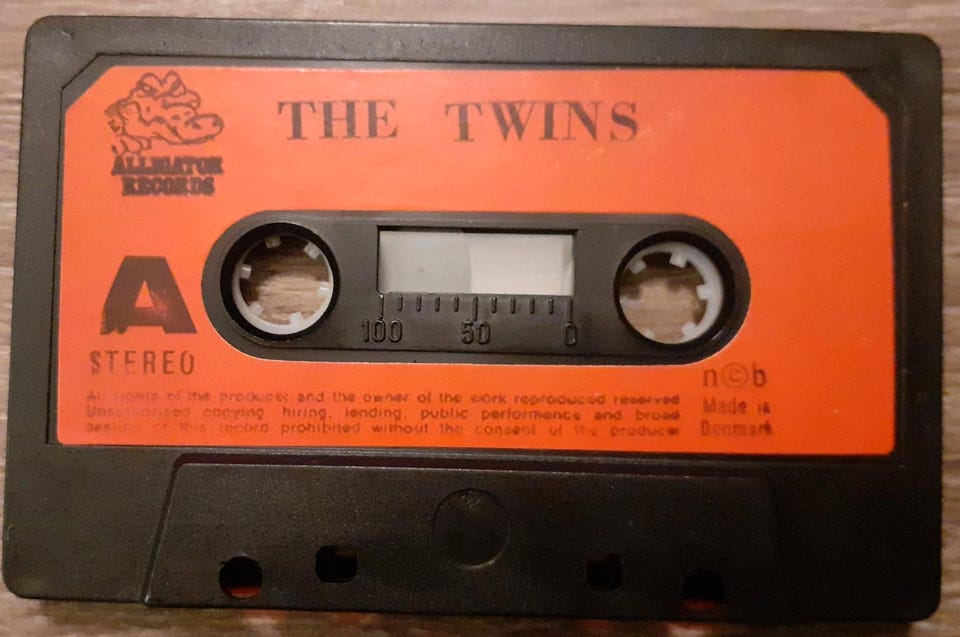 THE TWINS
ALLIGATOR
RECORDS
A
STEREO
100 50 0
n©b
Made in
Denmark
All rights of the producer and the owner of the work reproduced reserved
Unauthorized copying, hiring, lending, public performance and broad
casting of this record prohibited without the consent of the producer